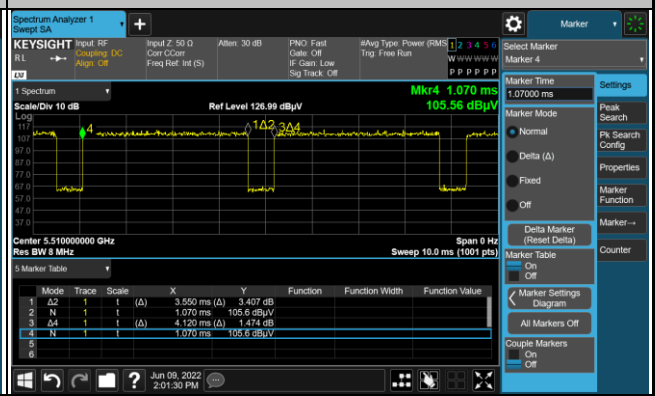 Spectrum Analyzer 1
Swept SA
+
Marker
KEYSIGHT
Input: RF
Input Z: 50 Ω
Atten: 30 dB
PNO: Fast
#Avg Type: Power (RMS
1 2 3 4 5 6
R L
Coupling: DC
Corr CCorr
Gate: Off
Trig: Free Run
W W W W W W
Align: Off
Freq Ref: Int (S)
IF Gain: Low
Sig Track: Off
P P P P P P
LXI
1 Spectrum
Mkr4 1.070 ms
Scale/Div 10 dB
Ref Level 126.99 dBµV
105.56 dBµV
Log
117
107
97.0
87.0
77.0
67.0
57.0
47.0
37.0
4
1Δ2
3Δ4
Center 5.510000000 GHz
Span 0 Hz
Res BW 8 MHz
Sweep 10.0 ms (1001 pts)
5 Marker Table
Mode Trace Scale X Y Function Function Width Function Value
1 Δ2 1 t (Δ) 3.550 ms (Δ) 3.407 dB
2 N 1 t 1.070 ms 105.6 dBµV
3 Δ4 1 t (Δ) 4.120 ms (Δ) 1.474 dB
4 N 1 t 1.070 ms 105.6 dBµV
5
6
?
Jun 09, 2022
2:01:30 PM
Select Marker
Marker 4
Marker Time
1.07000 ms
Marker Mode
Normal
Delta (Δ)
Fixed
Off
Delta Marker
(Reset Delta)
Marker Table
On
Off
Marker Settings
Diagram
All Markers Off
Couple Markers
On
Off
Settings
Peak
Search
Pk Search
Config
Properties
Marker
Function
Marker→
Counter